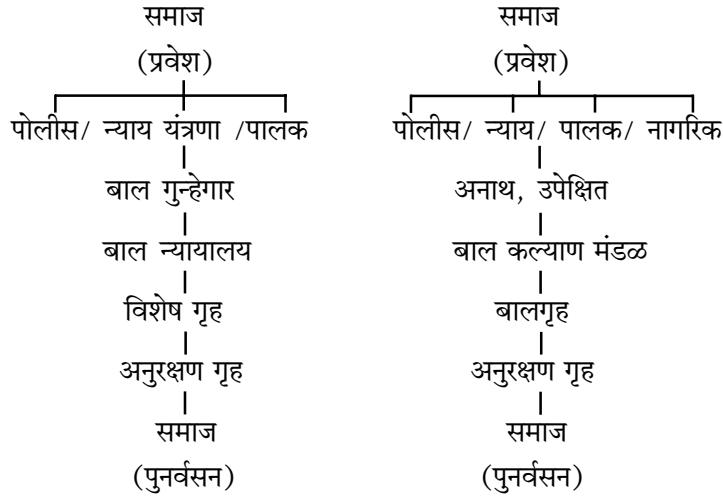 समाज
(प्रवेश)
पोलीस/ न्याय यंत्रणा /पालक
बाल गुन्हेगार
बाल न्यायालय
विशेष गृह
अनुरक्षण गृह
समाज
(पुनर्वसन)
समाज
(प्रवेश)
पोलीस/ न्याय/ पालक/ नागरिक
अनाथ, उपेक्षित
बाल कल्याण मंडळ
बालगृह
अनुरक्षण गृह
समाज
(पुनर्वसन)